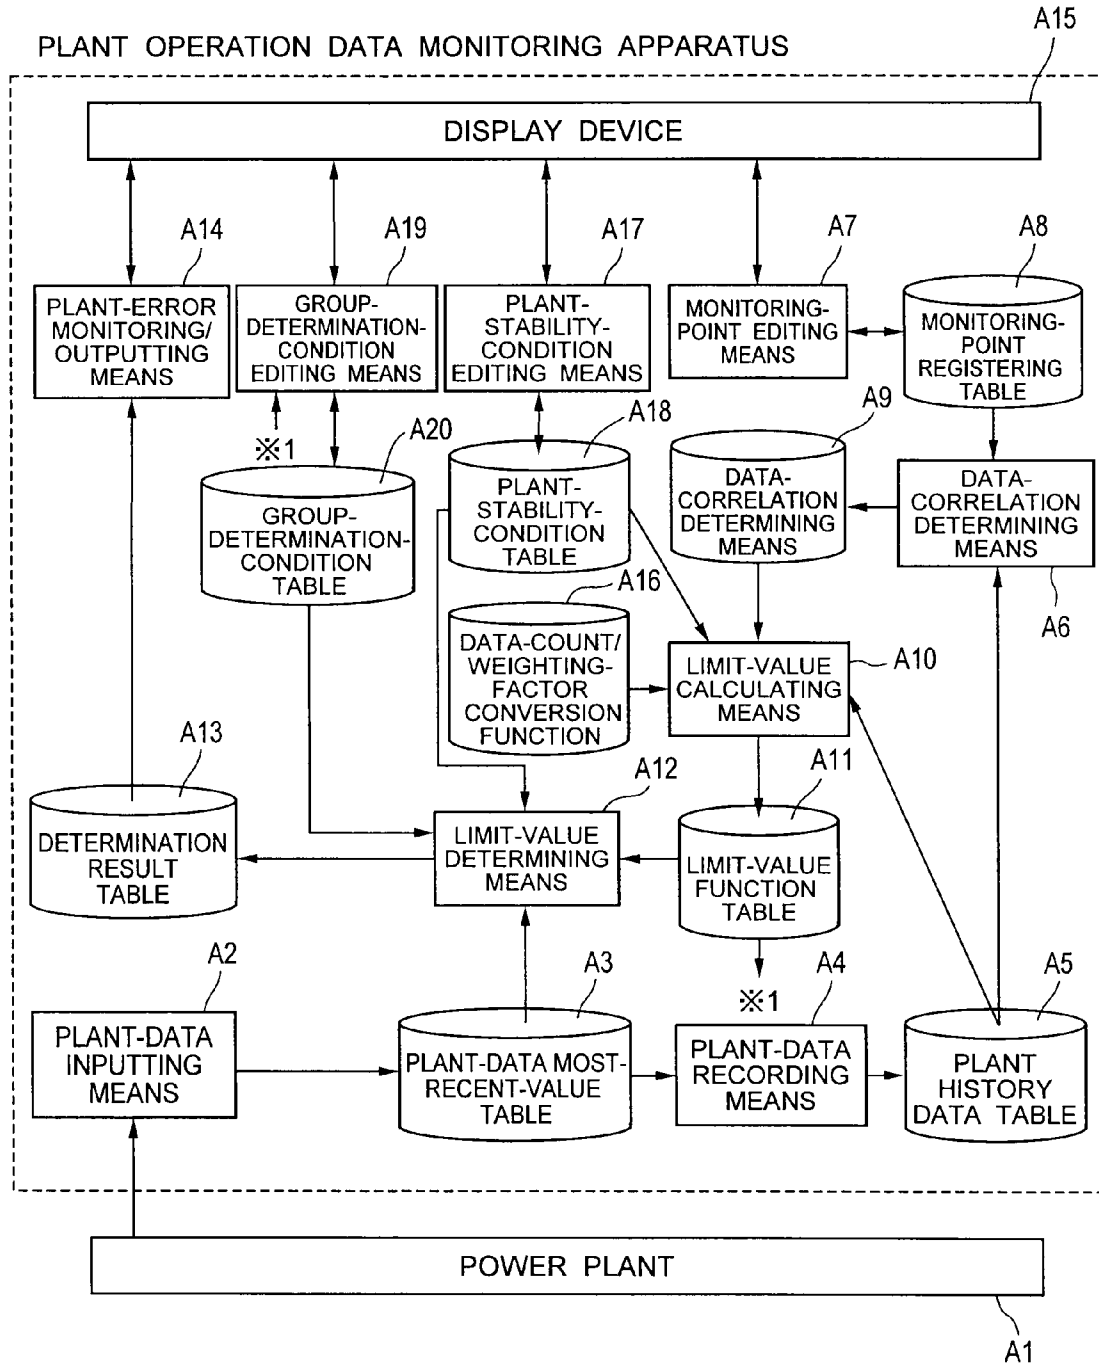 A15
PLANT OPERATION DATA MONITORING APPARATUS
DISPLAY DEVICE
A14
A19
A17
A7
A8
PLANT-ERROR
MONITORING/
OUTPUTTING
MEANS
GROUP-
DETERMINATION-
CONDITION
EDITING MEANS
PLANT-
STABILITY-
CONDITION
EDITING MEANS
MONITORING-
POINT EDITING
MEANS
MONITORING-
POINT
REGISTERING
TABLE
※1
A20
A18
A9
GROUP-
DETERMINATION-
CONDITION
TABLE
PLANT-
STABILITY-
CONDITION
TABLE
DATA-
CORRELATION
DETERMINING
MEANS
DATA-
CORRELATION
DETERMINING
MEANS
A6
A16
DATA-COUNT/
WEIGHTING-
FACTOR
CONVERSION
FUNCTION
LIMIT-VALUE
CALCULATING
MEANS
A10
A13
A12
A11
DETERMINATION
RESULT
TABLE
LIMIT-VALUE
DETERMINING
MEANS
LIMIT-VALUE
FUNCTION
TABLE
※1
A2
A3
A4
A5
PLANT-DATA
INPUTTING
MEANS
PLANT-DATA MOST-
RECENT-VALUE
TABLE
PLANT-DATA
RECORDING
MEANS
PLANT
HISTORY
DATA TABLE
POWER PLANT
A1